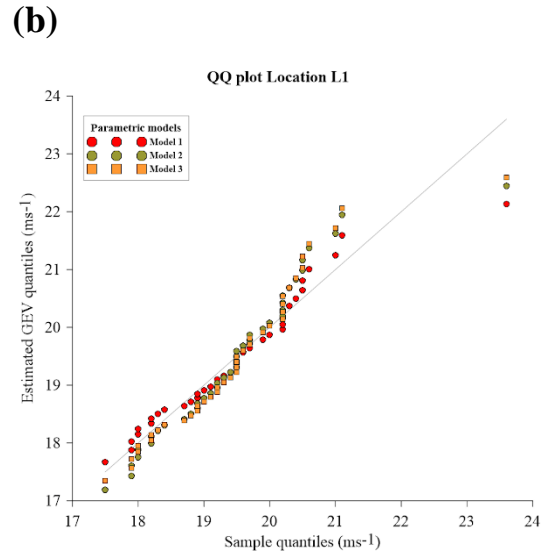 (b)
QQ plot Location L1
Parametric models
Model 1
Model 2
Model 3
Estimated GEV quantiles (ms-1)
24
23
22
21
20
19
18
17
17 18 19 20 21 22 23 24
Sample quantiles (ms-1)